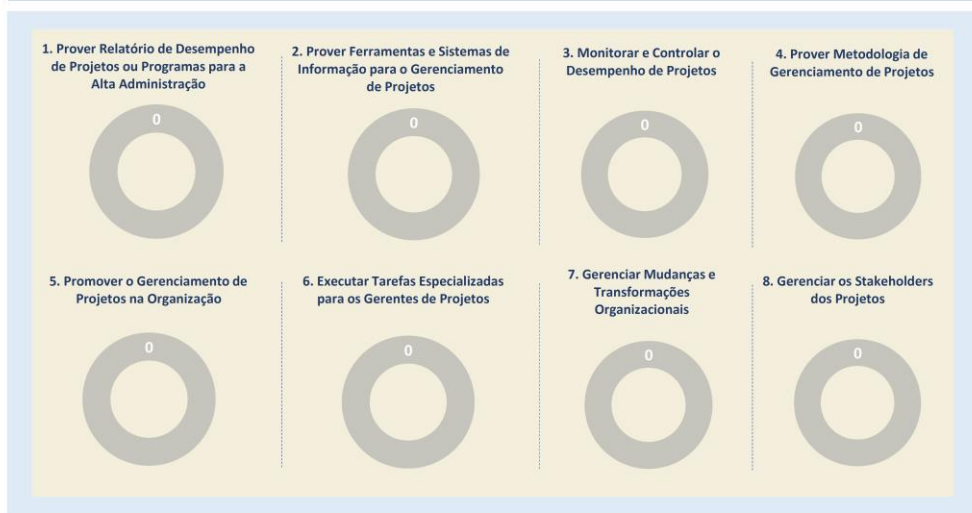 1. Prover Relatório de Desempenho
de Projetos ou Programas para a
Alta Administração
0
2. Prover Ferramentas e Sistemas de
Informação para o Gerenciamento
de Projetos
0
3. Monitorar e Controlar o
Desempenho de Projetos
0
4. Prover Metodologia de
Gerenciamento de Projetos
0
5. Promover o Gerenciamento de
Projetos na Organização
0
6. Executar Tarefas Especializadas
para os Gerentes de Projetos
0
7. Gerenciar Mudanças e
Transformações
Organizacionais
0
8. Gerenciar os Stakeholders
dos Projetos
0